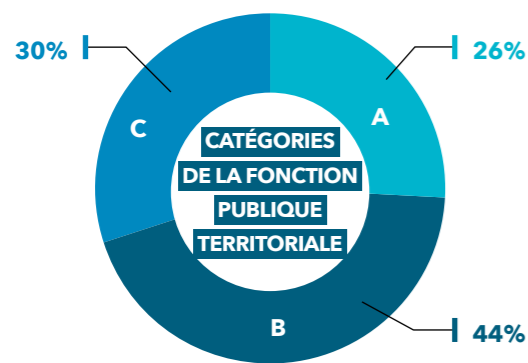 30%
26%
C
A
CATÉGORIES
DE LA FONCTION
PUBLIQUE
TERRITORIALE
B
44%